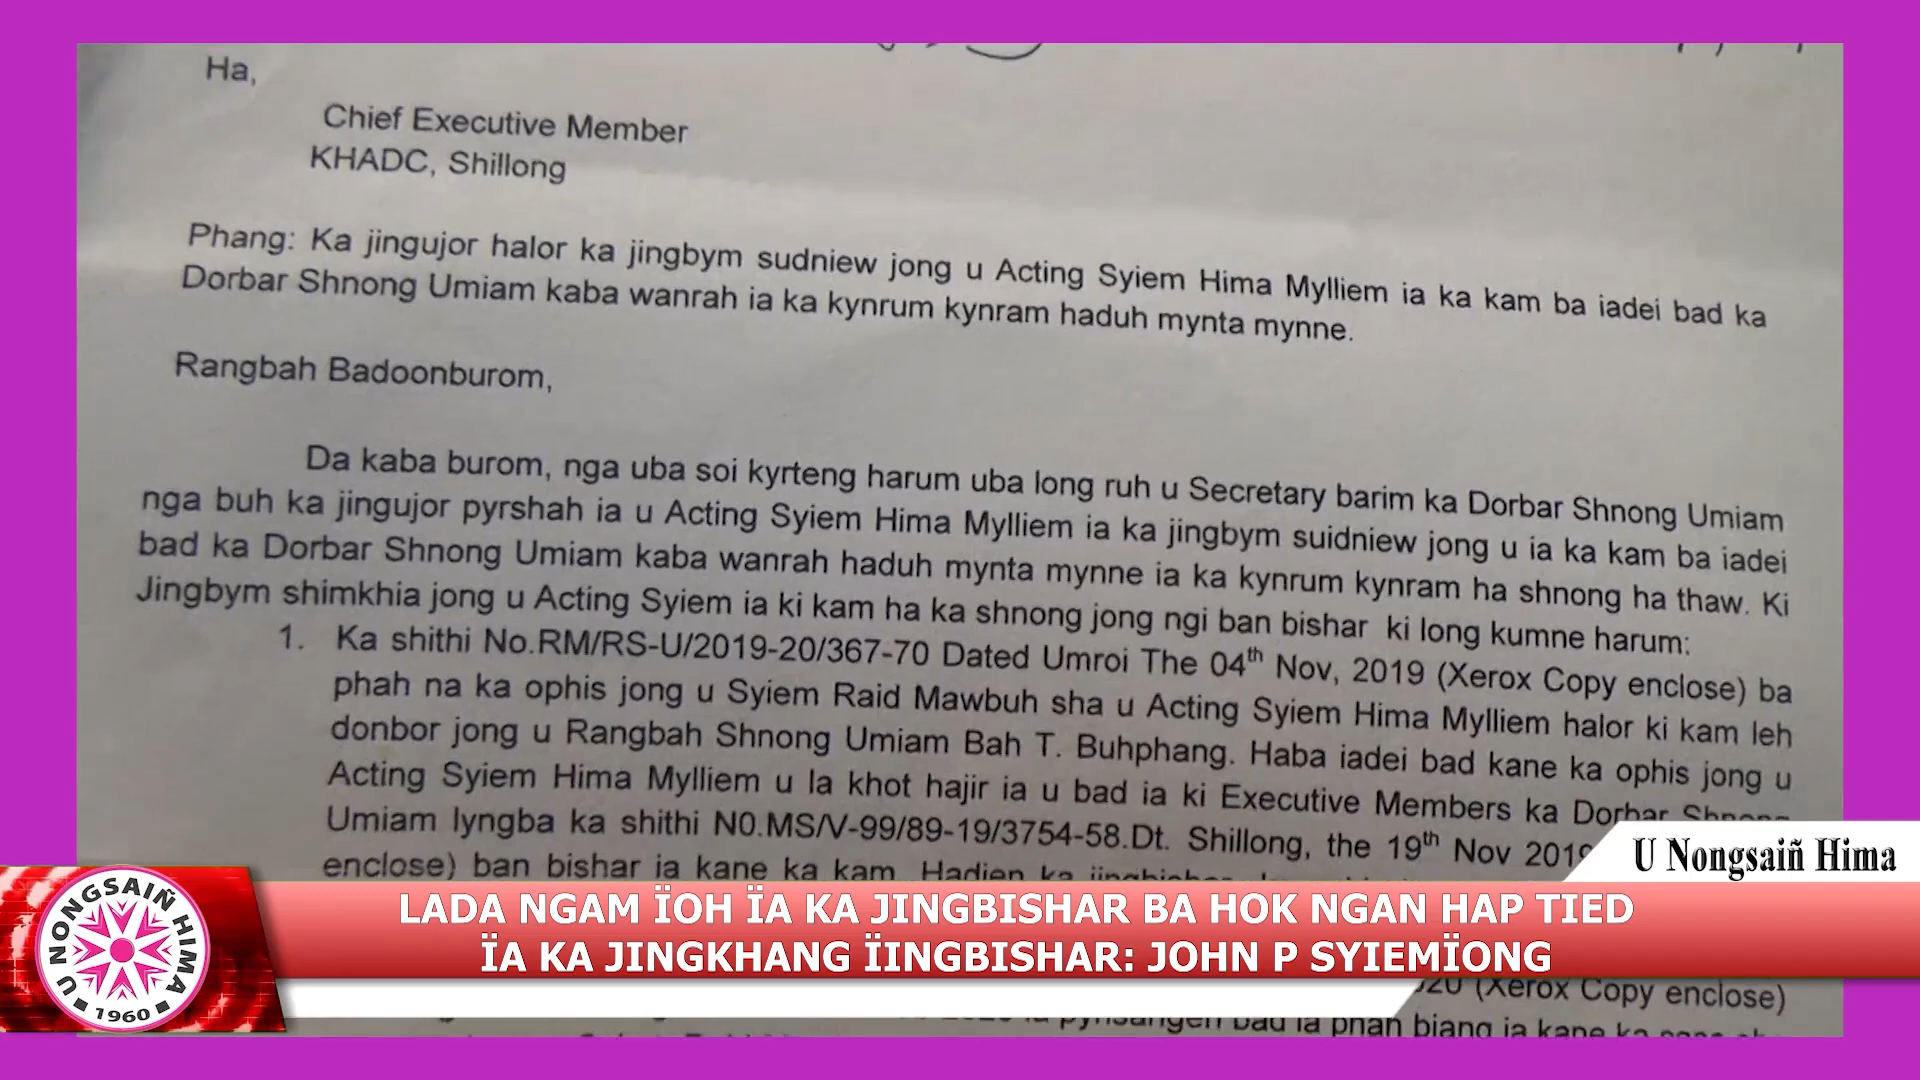 Ha,
Chief Executive Member
KHADC, Shillong
Phang: Ka jingujor halor ka jingbym sudniew jong u Acting Syiem Hima Mylliem ia ka kam ba iadei bad ka
Dorbar Shnong Umiam kaba wanrah ia ka kynrum kynram haduh mynta mynne.
Rangbah Badoonburom,
Da kaba burom, nga uba soi kyrteng harum uba long ruh u Secretary barim ka Dorbar Shnong Umiam
nga buh ka jingujor pyrshah ia u Acting Syiem Hima Mylliem ia ka jingbym suidniew jong u ia ka kam ba iadei
bad ka Dorbar Shnong Umiam kaba wanrah haduh mynta mynne ia ka kynrum kynram ha shnong ha thaw. Ki
Jingbym shimkhia jong u Acting Syiem ia ki kam ha ka shnong jong ngi ban bishar ki long kumne harum:
1. Ka shithi No.RM/RS-U/2019-20/367-70 Dated Umroi The 04th Nov, 2019 (Xerox Copy enclose) ba
phah na ka ophis jong u Syiem Raid Mawbuh sha u Acting Syiem Hima Mylliem halor ki kam leh
donbor jong u Rangbah Shnong Umiam Bah T. Buhphang. Haba iadei bad kane ka ophis jong u
Acting Syiem Hima Mylliem u la khot hajir ia u bad ia ki Executive Members ka Dorbar Shnong
Umiam lyngba ka shithi N0.MS/V-99/89-19/3754-58.Dt. Shillong, the 19th Nov 2019
enclose) ban bishar ia kane ka kam. Hadien ka
U Nongsaiñ Hima
LADA NGAM ÏOH ÏA KA JINGBISHAR BA HOK NGAN HAP TIED
ÏA KA JINGKHANG ÏINGBISHAR: JOHN P SYIEMÏONG
U NONGSAIÑ HIMA
1960
(Xerox Copy enclose)
bad la phah biang ia kane ka